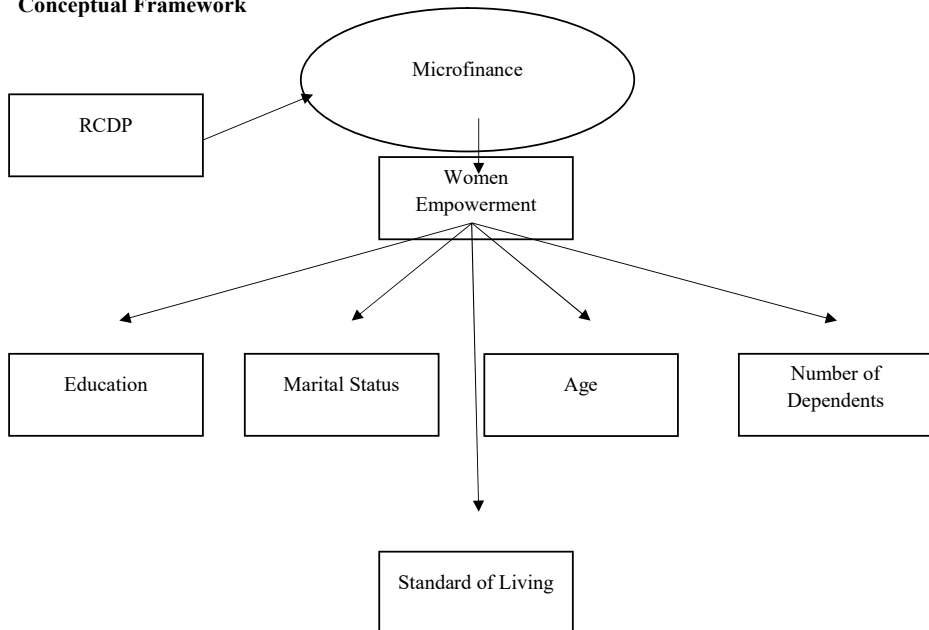 Conceptual Framework
Microfinance
RCDP
Women
Empowerment
Education
Marital Status
Age
Number of
Dependents
Standard of Living